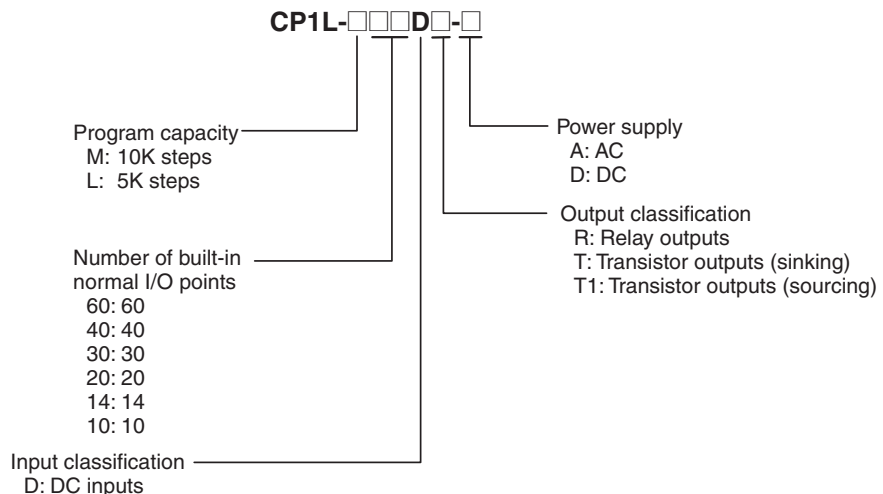 CP1L-□□□D□-□
Program capacity
M: 10K steps
L: 5K steps
Number of built-in
normal I/O points
60: 60
40: 40
30: 30
20: 20
14: 14
10: 10
Input classification
D: DC inputs
Power supply
A: AC
D: DC
Output classification
R: Relay outputs
T: Transistor outputs (sinking)
T1: Transistor outputs (sourcing)